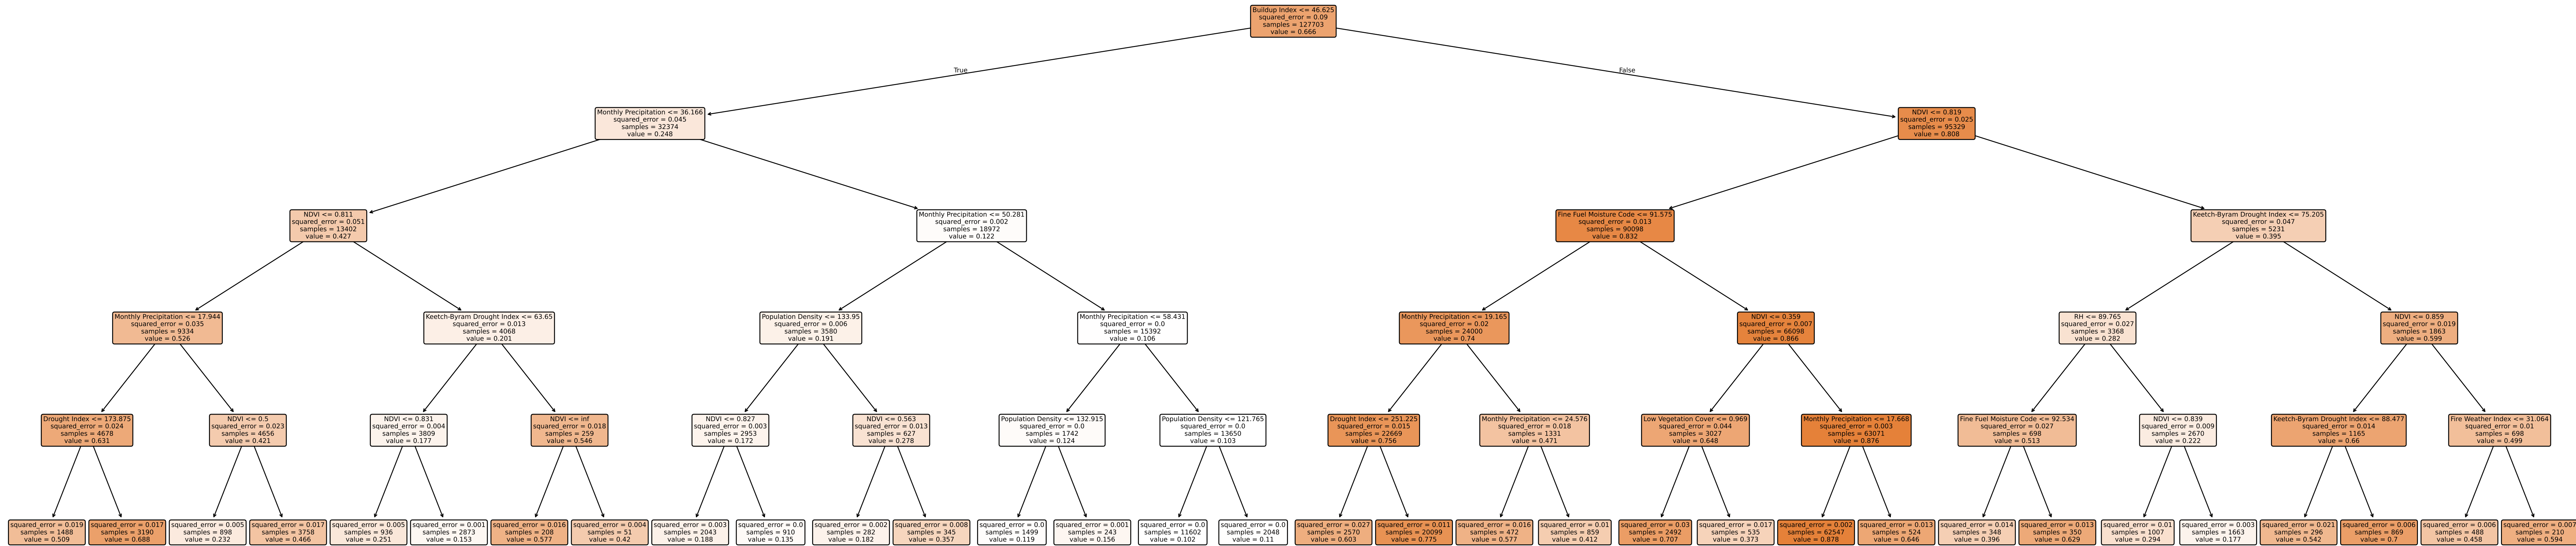 Buildup Index <= 46.625
squared_error = 0.09
samples = 127703
value = 0.666
True
False
Monthly Precipitation <= 36.166
squared_error = 0.045
samples = 32374
value = 0.248
NDVI <= 0.819
squared_error = 0.025
samples = 95329
value = 0.808
NDVI <= 0.811
squared_error = 0.051
samples = 13402
value = 0.427
Monthly Precipitation <= 50.281
squared_error = 0.002
samples = 18972
value = 0.122
Fine Fuel Moisture Code <= 91.575
squared_error = 0.013
samples = 90098
value = 0.832
Keetch-Byram Drought Index <= 75.205
squared_error = 0.047
samples = 5231
value = 0.395
Monthly Precipitation <= 17.944
squared_error = 0.035
samples = 9334
value = 0.526
Keetch-Byram Drought Index <= 63.65
squared_error = 0.013
samples = 4068
value = 0.201
Population Density <= 133.95
squared_error = 0.006
samples = 3580
value = 0.191
Monthly Precipitation <= 58.431
squared_error = 0.0
samples = 15392
value = 0.106
Monthly Precipitation <= 19.165
squared_error = 0.02
samples = 24000
value = 0.74
NDVI <= 0.359
squared_error = 0.007
samples = 66098
value = 0.866
RH <= 89.765
squared_error = 0.027
samples = 3368
value = 0.282
NDVI <= 0.859
squared_error = 0.019
samples = 1863
value = 0.599
Drought Index <= 173.875
squared_error = 0.024
samples = 4678
value = 0.631
NDVI <= 0.5
squared_error = 0.023
samples = 4656
value = 0.421
NDVI <= 0.831
squared_error = 0.004
samples = 3809
value = 0.177
NDVI <= inf
squared_error = 0.018
samples = 259
value = 0.546
NDVI <= 0.827
squared_error = 0.003
samples = 2953
value = 0.172
NDVI <= 0.563
squared_error = 0.013
samples = 627
value = 0.278
Population Density <= 132.915
squared_error = 0.0
samples = 1742
value = 0.124
Population Density <= 121.765
squared_error = 0.0
samples = 13650
value = 0.103
Drought Index <= 251.225
squared_error = 0.015
samples = 22669
value = 0.756
Monthly Precipitation <= 24.576
squared_error = 0.018
samples = 1331
value = 0.471
Low Vegetation Cover <= 0.969
squared_error = 0.044
samples = 3027
value = 0.648
Monthly Precipitation <= 17.668
squared_error = 0.003
samples = 63071
value = 0.876
Fine Fuel Moisture Code <= 92.534
squared_error = 0.027
samples = 698
value = 0.513
NDVI <= 0.839
squared_error = 0.009
samples = 2670
value = 0.222
Keetch-Byram Drought Index <= 88.477
squared_error = 0.014
samples = 1165
value = 0.66
Fire Weather Index <= 31.064
squared_error = 0.01
samples = 698
value = 0.499
squared_error = 0.019
samples = 1488
value = 0.509
squared_error = 0.017
samples = 3190
value = 0.688
squared_error = 0.005
samples = 898
value = 0.232
squared_error = 0.017
samples = 3758
value = 0.466
squared_error = 0.005
samples = 936
value = 0.251
squared_error = 0.001
samples = 2873
value = 0.153
squared_error = 0.016
samples = 208
value = 0.577
squared_error = 0.004
samples = 51
value = 0.42
squared_error = 0.003
samples = 2043
value = 0.188
squared_error = 0.0
samples = 910
value = 0.135
squared_error = 0.002
samples = 282
value = 0.182
squared_error = 0.008
samples = 345
value = 0.357
squared_error = 0.0
samples = 1499
value = 0.119
squared_error = 0.001
samples = 243
value = 0.156
squared_error = 0.0
samples = 11602
value = 0.102
squared_error = 0.0
samples = 2048
value = 0.11
squared_error = 0.027
samples = 2570
value = 0.603
squared_error = 0.011
samples = 20099
value = 0.775
squared_error = 0.016
samples = 472
value = 0.577
squared_error = 0.01
samples = 859
value = 0.412
squared_error = 0.03
samples = 2492
value = 0.707
squared_error = 0.017
samples = 535
value = 0.373
squared_error = 0.002
samples = 62547
value = 0.878
squared_error = 0.013
samples = 524
value = 0.646
squared_error = 0.014
samples = 348
value = 0.396
squared_error = 0.013
samples = 350
value = 0.629
squared_error = 0.01
samples = 1007
value = 0.294
squared_error = 0.003
samples = 1663
value = 0.177
squared_error = 0.021
samples = 296
value = 0.542
squared_error = 0.006
samples = 869
value = 0.7
squared_error = 0.006
samples = 488
value = 0.458
squared_error = 0.007
samples = 210
value = 0.594